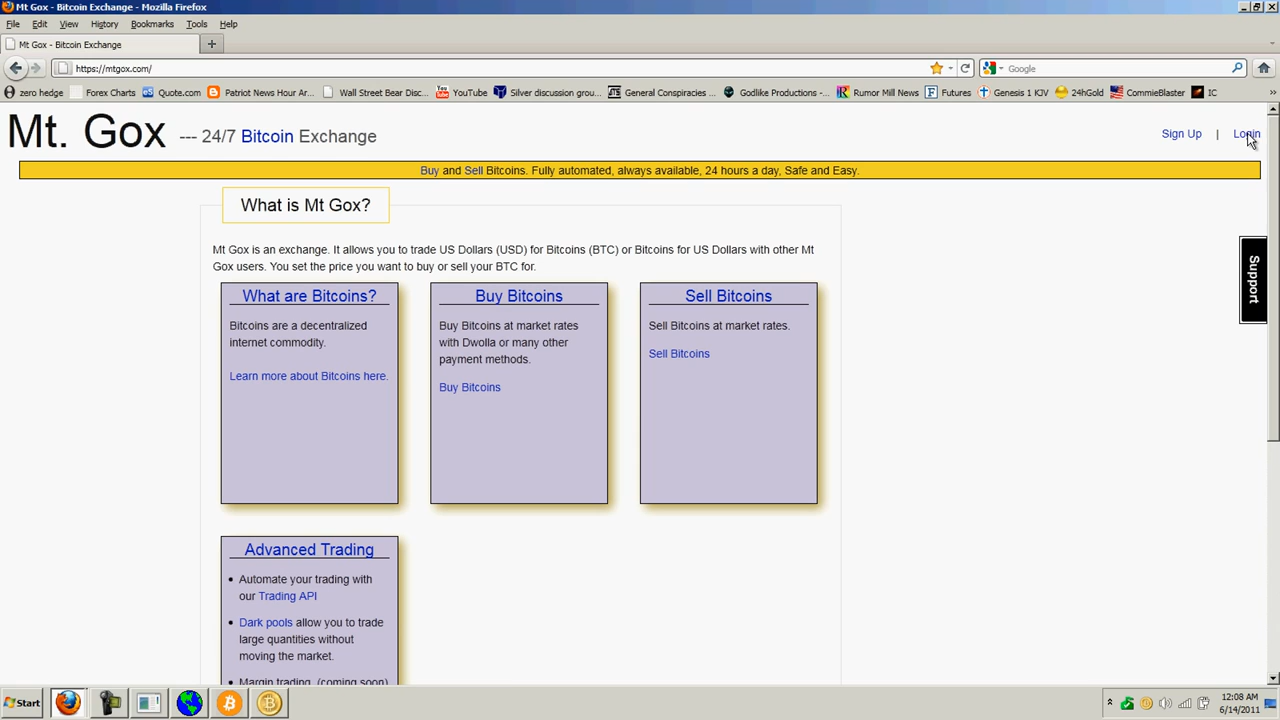 Mt Gox - Bitcoin Exchange - Mozilla Firefox
File Edit View History Bookmarks Tools Help
Mt Gox - Bitcoin Exchange
https://mtgox.com/
Google
zero hedge Forex Charts Quote.com Patriot News Hour Ar... Wall Street Bear Disc... YouTube Silver discussion grou... General Conspiracies ... Godlike Productions -... Rumor Mill News Futures Genesis 1 KJV 24hGold CommieBlaster IC
Mt. Gox --- 24/7 Bitcoin Exchange
Sign Up | Login
Buy and Sell Bitcoins. Fully automated, always available, 24 hours a day, Safe and Easy.
What is Mt Gox?
Mt Gox is an exchange. It allows you to trade US Dollars (USD) for Bitcoins (BTC) or Bitcoins for US Dollars with other Mt
Gox users. You set the price you want to buy or sell your BTC for.
Support
What are Bitcoins?
Bitcoins are a decentralized
internet commodity.
Learn more about Bitcoins here.
Buy Bitcoins
Buy Bitcoins at market rates
with Dwolla or many other
payment methods.
Buy Bitcoins
Sell Bitcoins
Sell Bitcoins at market rates.
Sell Bitcoins
Advanced Trading
Automate your trading with
our Trading API
Dark pools allow you to trade
large quantities without
moving the market.
Margin trading. (coming soon)
Start
12:08 AM
6/14/2011